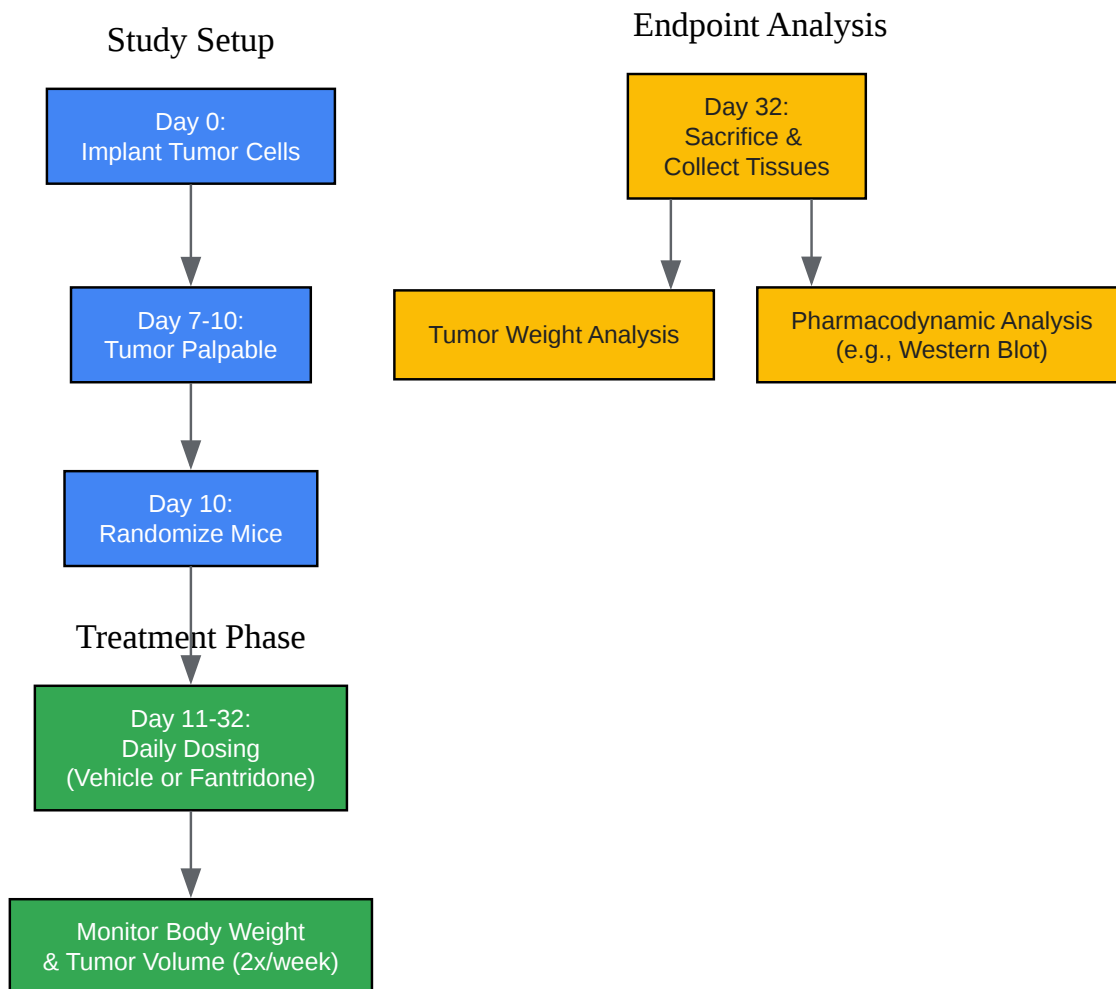 Study Setup
Day 0:
Implant Tumor Cells
Day 7-10:
Tumor Palpable
Day 10:
Randomize Mice
Treatment Phase
Day 11-32:
Daily Dosing
(Vehicle or Fantridone)
Monitor Body Weight
& Tumor Volume (2x/week)
Endpoint Analysis
Day 32:
Sacrifice &
Collect Tissues
Tumor Weight Analysis
Pharmacodynamic Analysis
(e.g., Western Blot)